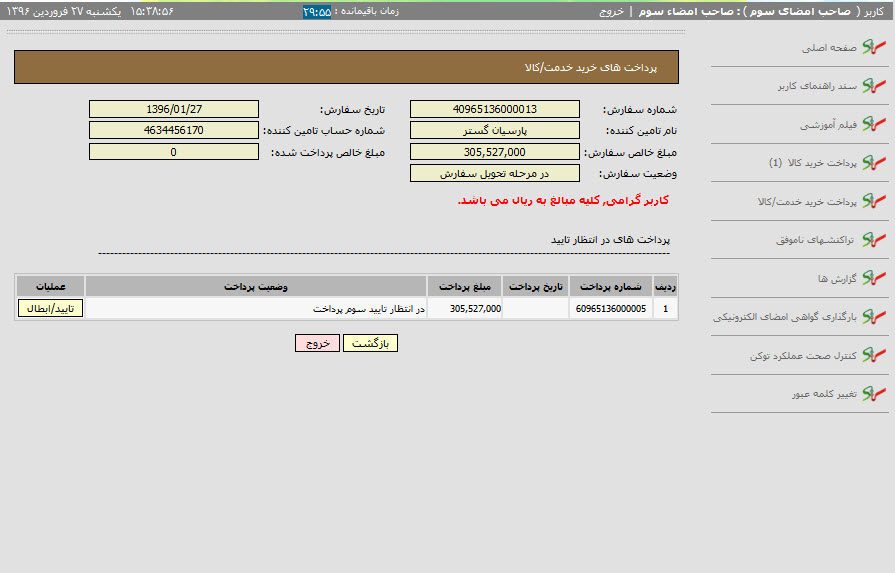 کاربر ( صاحب امضای سوم ) : صاحب امضاء سوم | خروج
زمان باقیمانده : ۲۹:۵۵
۱۵:۳۸:۵۶ یکشنبه ۲۷ فروردین ۱۳۹۶
صفحه اصلی
سند راهنمای کاربر
فیلم آموزشی
پرداخت خرید کالا (1)
پرداخت خرید خدمت/کالا
تراکنشهای ناموفق
گزارش ها
بارگذاری گواهی امضای الکترونیکی
کنترل صحت عملکرد توکن
تغییر کلمه عبور
پرداخت های خرید خدمت/کالا
شماره سفارش: 40965136000013 تاریخ سفارش: 1396/01/27
نام تامین کننده: پارسیان گستر شماره حساب تامین کننده: 4634456170
مبلغ خالص سفارش: 305,527,000 مبلغ خالص پرداخت شده: 0
وضعیت سفارش: در مرحله تحویل سفارش
کاربر گرامی, کلیه مبالغ به ریال می باشد.
پرداخت های در انتظار تایید
ردیف شماره پرداخت تاریخ پرداخت مبلغ پرداخت وضعیت پرداخت عملیات
1 60965136000005 305,527,000 در انتظار تایید سوم پرداخت تایید/ابطال
بازگشت خروج